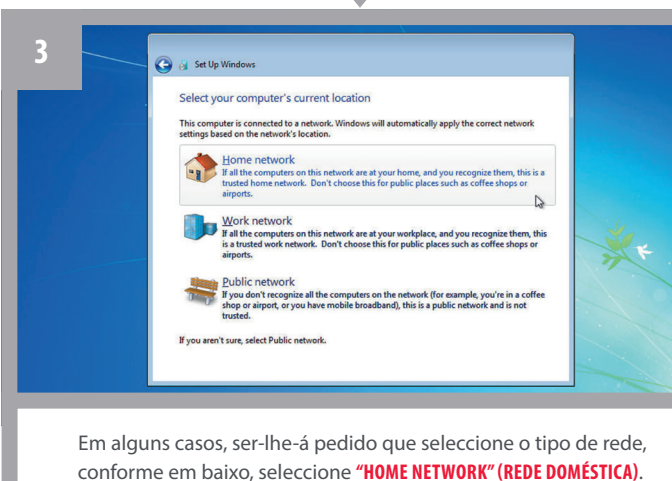 3
Set Up Windows
Select your computer's current location
This computer is connected to a network. Windows will automatically apply the correct network
settings based on the network's location.
Home network
If all the computers on this network are at your home, and you recognize them, this is a
trusted home network. Don't choose this for public places such as coffee shops or
airports.
Work network
If all the computers on this network are at your workplace, and you recognize them, this
is a trusted work network. Don't choose this for public places such as coffee shops or
airports.
Public network
If you don't recognize all the computers on the network (for example, you're in a coffee
shop or airport, or you have mobile broadband), this is a public network and is not
trusted.
If you aren't sure, select Public network.
Em alguns casos, ser-lhe-á pedido que seleccione o tipo de rede,
conforme em baixo, seleccione “HOME NETWORK” (REDE DOMÉSTICA).